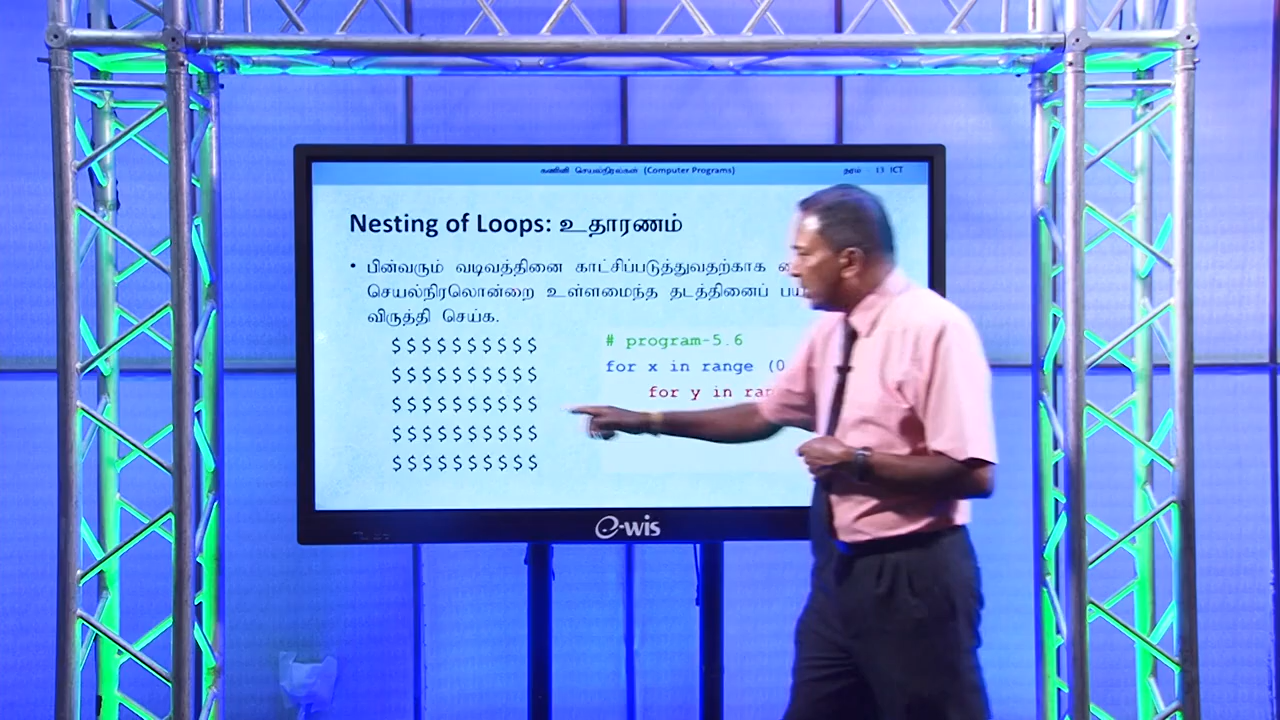 கணினி செயல்நிரல்கள் (Computer Programs) தரம் - 13 ICT
Nesting of Loops: உதாரணம்
• பின்வரும் வடிவத்தினை காட்சிப்படுத்துவதற்காக
செயல்நிரலொன்றை உள்ளமைந்த தடத்தினைப்
விருத்தி செய்க.
$$$$$$$$$$
$$$$$$$$$$
$$$$$$$$$$
$$$$$$$$$$
$$$$$$$$$$
# program-5.6
for x in range (0
for y in
e-wis